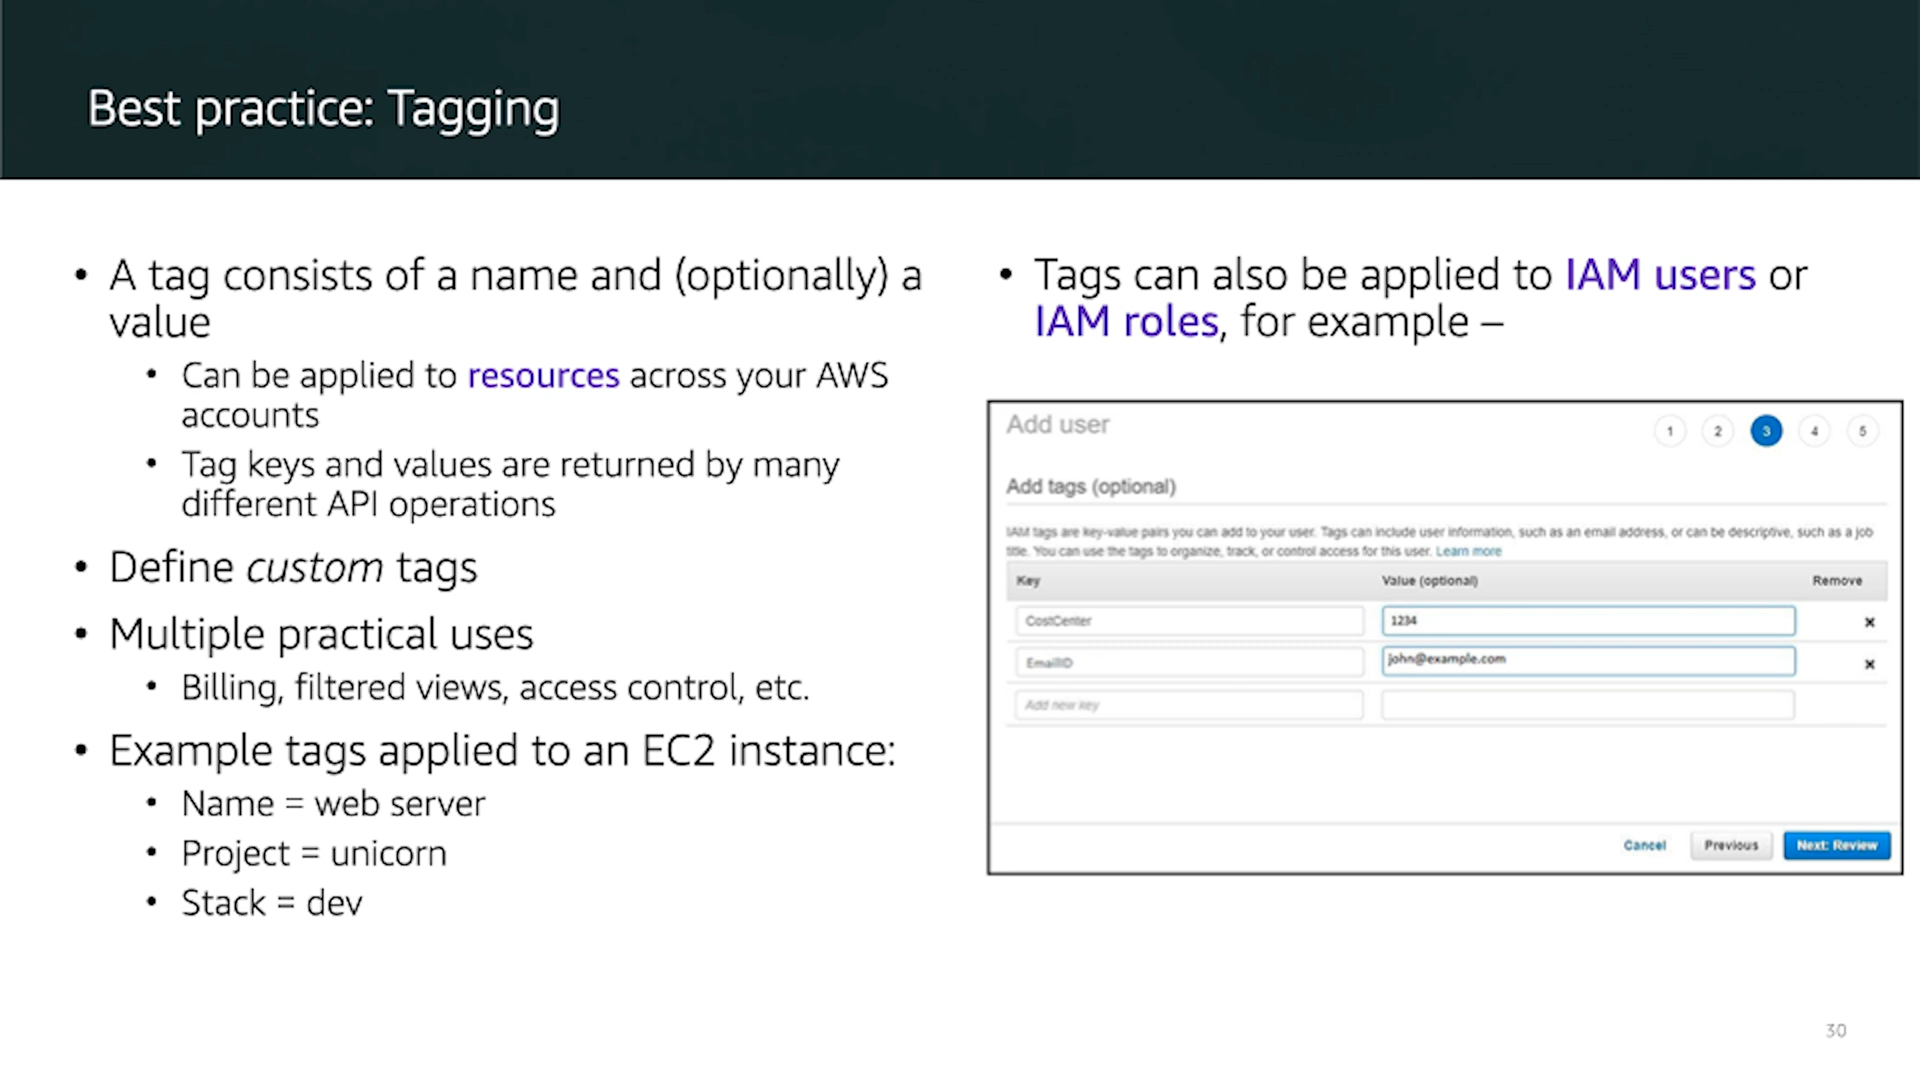 Best practice: Tagging
• A tag consists of a name and (optionally) a
value
• Can be applied to resources across your AWS
accounts
• Tag keys and values are returned by many
different API operations
• Define custom tags
• Multiple practical uses
• Billing, filtered views, access control, etc.
• Example tags applied to an EC2 instance:
• Name = web server
• Project = unicorn
• Stack = dev
• Tags can also be applied to IAM users or
IAM roles, for example –
Add user
1 2 3 4 5
Add tags (optional)
IAM tags are key-value pairs you can add to your user. Tags can include user information, such as an email address, or can be descriptive, such as a job
title. You can use the tags to organize, track, or control access for this user. Learn more
Key Value (optional) Remove
CostCenter 1234 ×
EmailID john@example.com ×
Add new key
Cancel Previous Next: Review
30